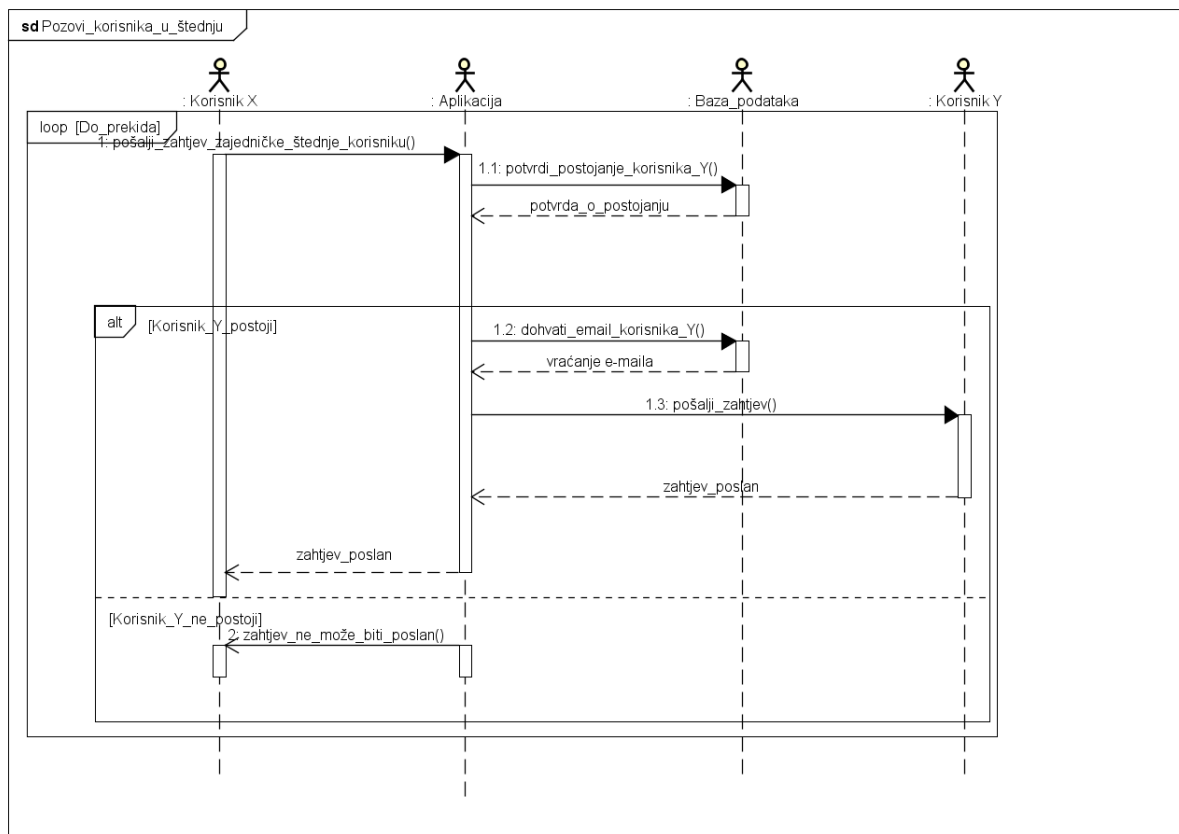 sd Pozovi_korisnika_u_štednju
: Korisnik X
: Aplikacija
: Baza_podataka
: Korisnik Y
loop [Do_prekida]
1: pošalji_zahtjev_zajedničke_štednje_korisniku()
1.1: potvrdi_postojanje_korisnika_Y()
potvrda_o_postojanju
alt [Korisnik_Y_postoji]
1.2: dohvati_email_korisnika_Y()
vraćanje e-maila
1.3: pošalji_zahtjev()
zahtjev_poslan
zahtjev_poslan
[Korisnik_Y_ne_postoji]
2: zahtjev_ne_može_biti_poslan()